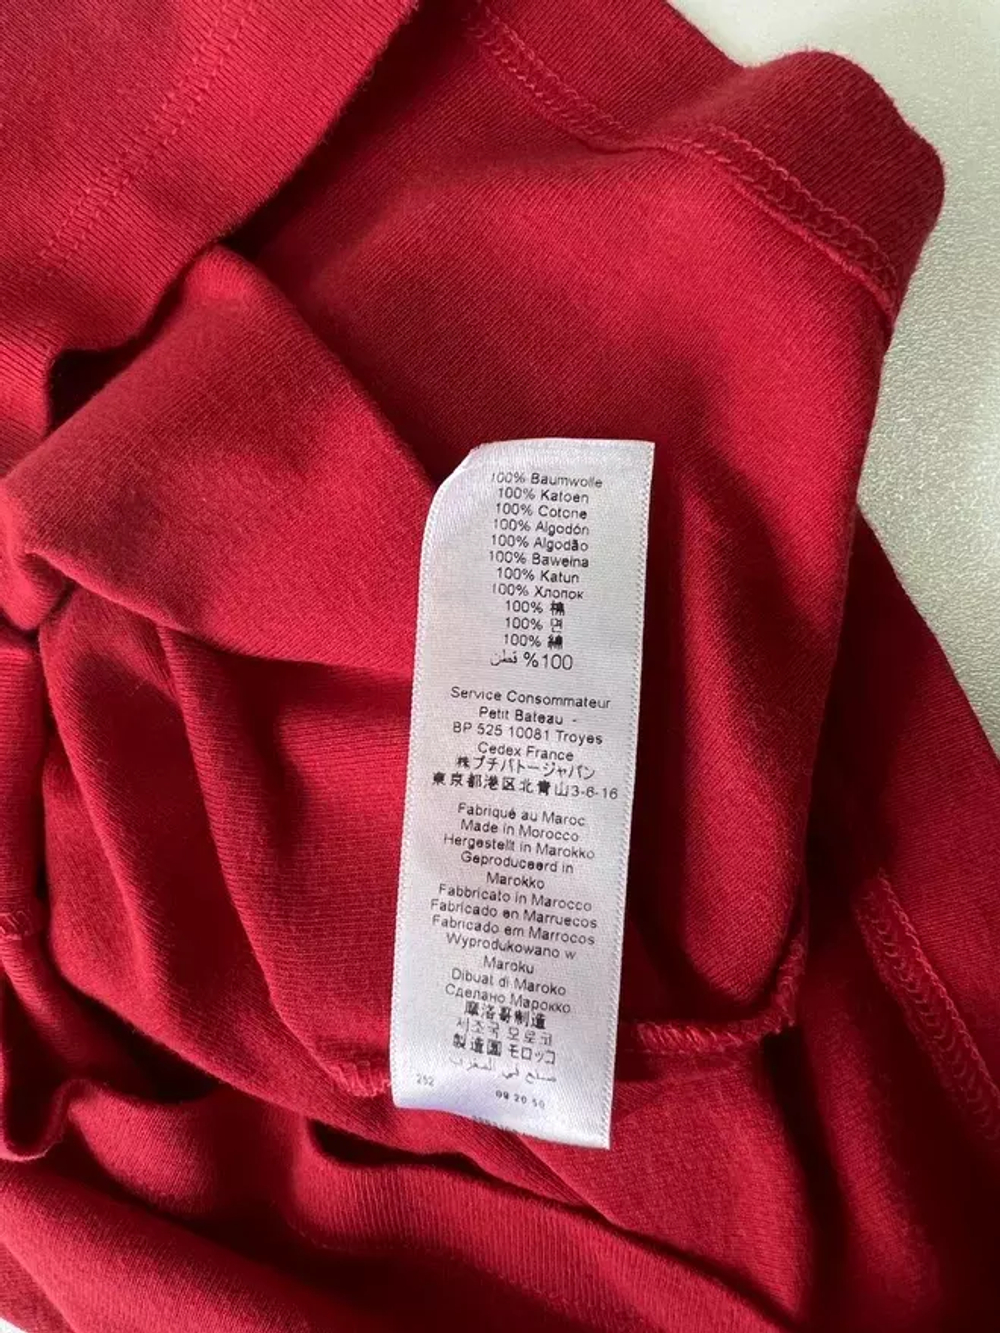 100% Baumwolle
100% Katoen
100% Cotone
100% Algodón
100% Algodão
100% Bawełna
100% Katun
100% Хлопок
100% 棉
100% 면
100% 綿
%100 قطن
Service Consommateur
Petit Bateau -
BP 525 10081 Troyes
Cedex France
㈱プチバトージャパン
東京都港区北青山3-6-16
Fabriqué au Maroc
Made in Morocco
Hergestellt in Marokko
Geproduceerd in
Marokko
Fabbricato in Marocco
Fabricado en Marruecos
Fabricado em Marrocos
Wyprodukowano w
Maroku
Dibuat di Maroko
Сделано Марокко
摩洛哥制造
제조국 모로코
製造國 モロッコ
صنع في المغرب
252
09 20 50